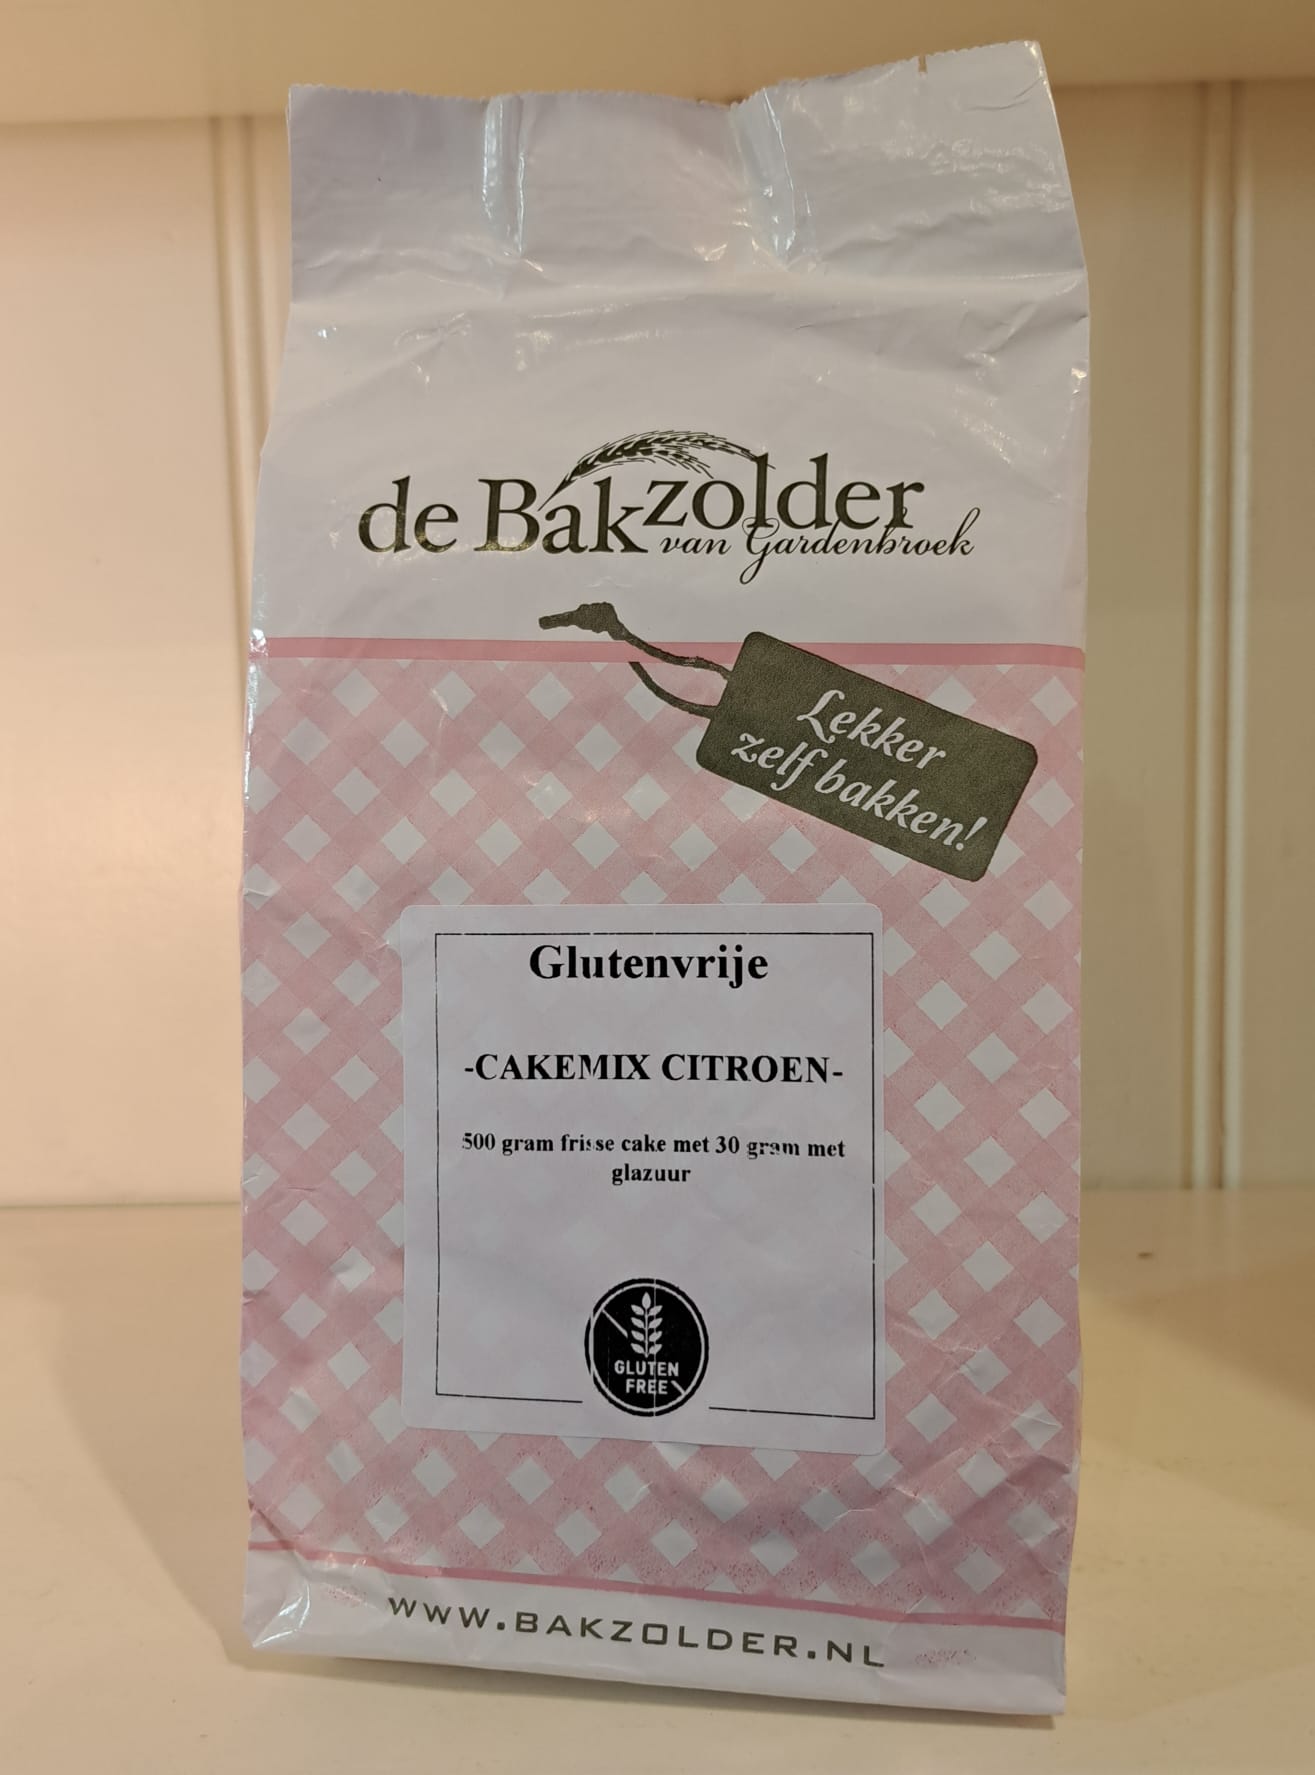 de Bakzolder
van Gardenbroek
Lekker
zelf bakken!
Glutenvrije
-CAKEMIX CITROEN-
500 gram frisse cake met 30 gram met
glazuur
GLUTEN
FREE
WWW.BAKZOLDER.NL